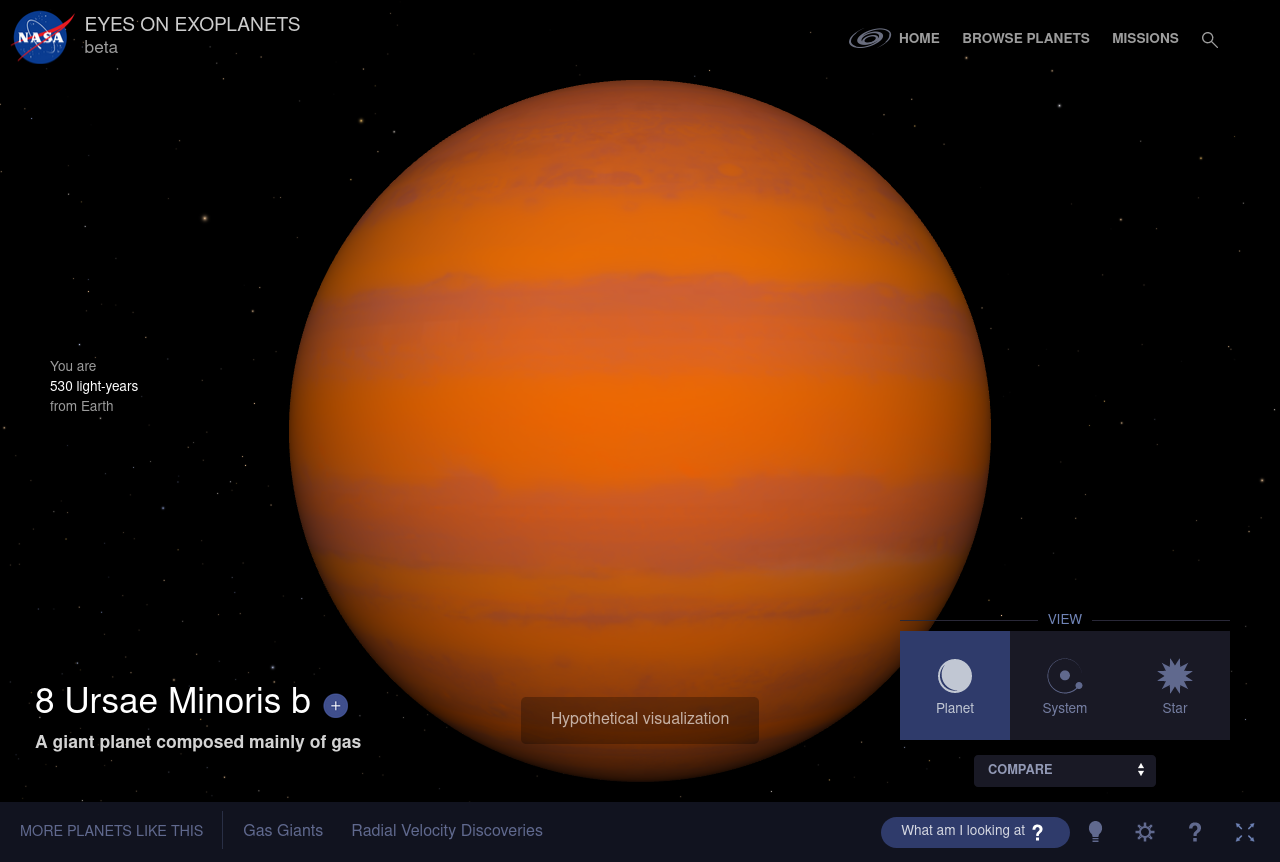 NASA
EYES ON EXOPLANETS
beta
HOME
BROWSE PLANETS
MISSIONS
You are
530 light-years
from Earth
8 Ursae Minoris b +
A giant planet composed mainly of gas
Hypothetical visualization
VIEW
Planet
System
Star
COMPARE
MORE PLANETS LIKE THIS
Gas Giants
Radial Velocity Discoveries
What am I looking at ?
?